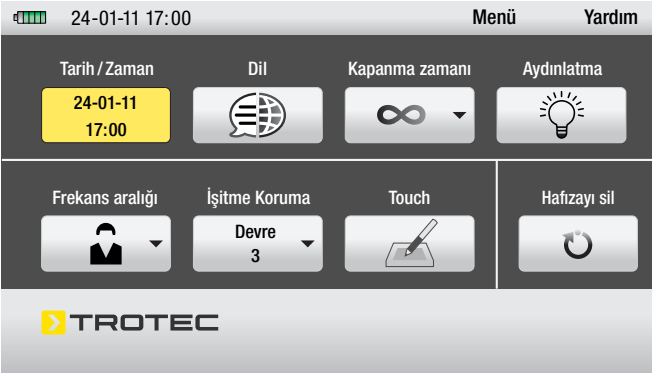 24-01-11 17:00 Menü Yardım
Tarih / Zaman Dil Kapanma zamanı Aydınlatma
24-01-11
17:00
Frekans aralığı İşitme Koruma Touch Hafızayı sil
Devre
3
TROTEC